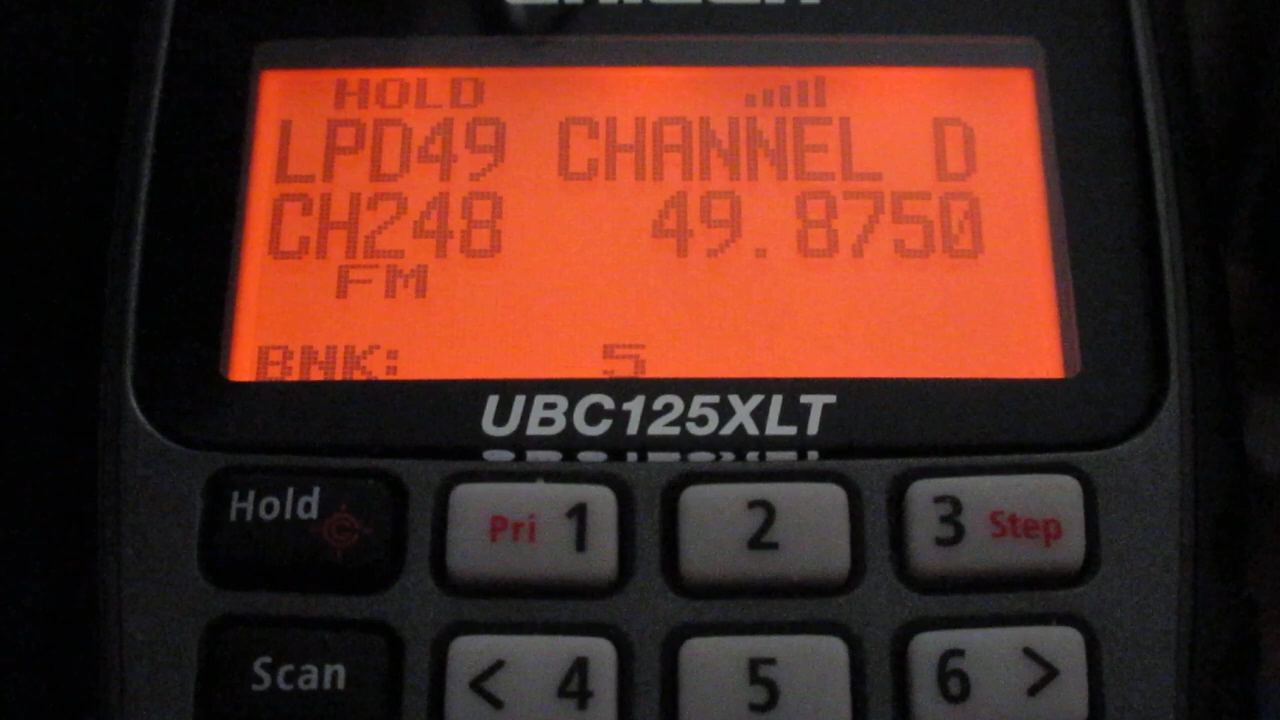 HOLD
LPD49 CHANNEL D
CH248 49.8750
FM
BNK: 5
UBC125XLT
Hold Pri 1 2 3 Step
Scan < 4 5 6 >